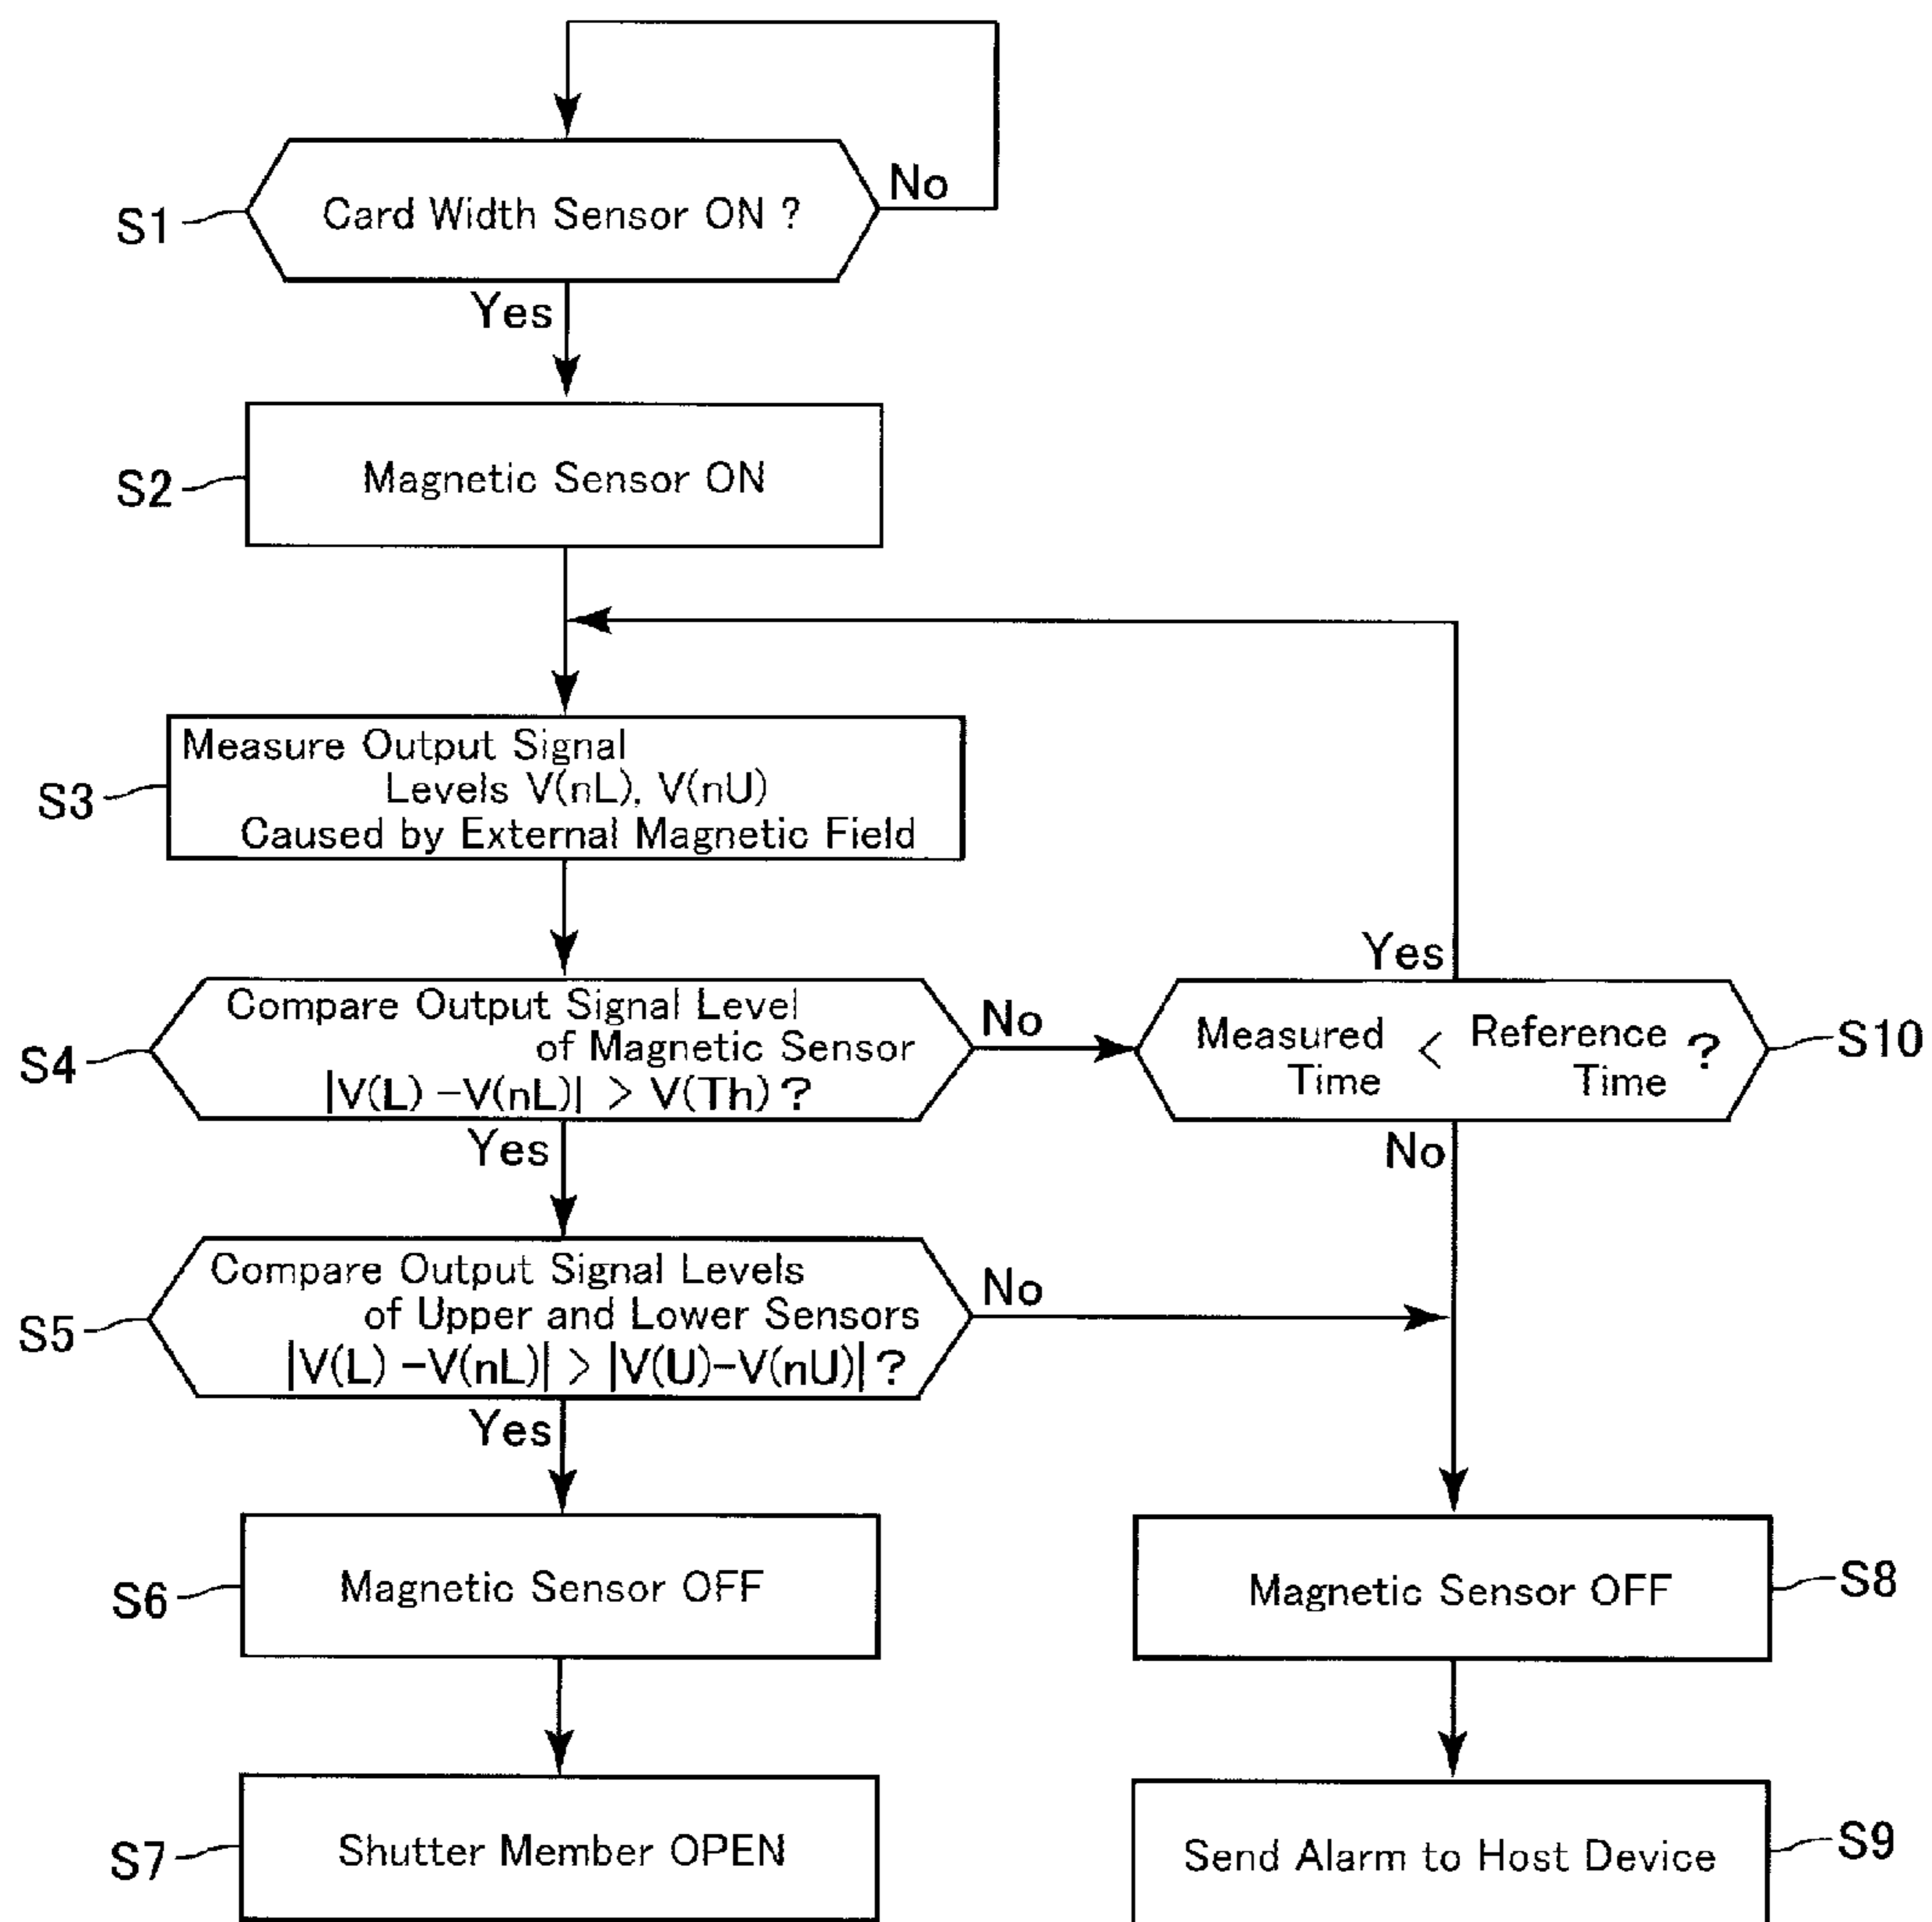 No
S1
Card Width Sensor ON ?
Yes
S2
Magnetic Sensor ON
S3
Measure Output Signal
Levels V(nL), V(nU)
Caused by External Magnetic Field
Yes
S4
Compare Output Signal Level
of Magnetic Sensor
|V(L) -V(nL)| > V(Th) ?
No
Measured Time < Reference Time ?
S10
Yes
No
S5
Compare Output Signal Levels
of Upper and Lower Sensors
|V(L) -V(nL)| > |V(U)-V(nU)| ?
No
Yes
S6
Magnetic Sensor OFF
Magnetic Sensor OFF
S8
S7
Shutter Member OPEN
Send Alarm to Host Device
S9